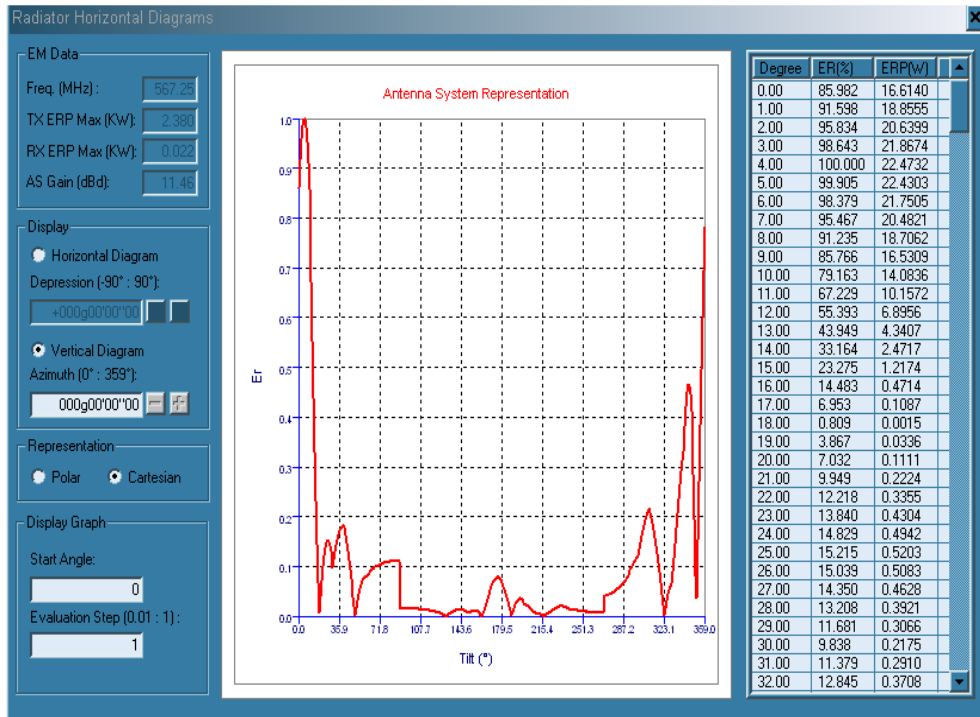 Radiator Horizontal Diagrams
EM Data
Freq. (MHz) : 567.25
TX ERP Max (KW): 2.380
RX ERP Max (KW): 0.022
AS Gain (dBd): 11.46
Display
Horizontal Diagram
Depression (-90° : 90°):
+000g00'00''00
Vertical Diagram
Azimuth (0° : 359°):
000g00'00''00
Representation
Polar Cartesian
Display Graph
Start Angle:
0
Evaluation Step (0.01 : 1) :
1
Antenna System Representation
Er
1.0
0.9
0.8
0.7
0.6
0.5
0.4
0.3
0.2
0.1
0.0
0.0 35.9 71.8 107.7 143.6 179.5 215.4 251.3 287.2 323.1 359.0
Tilt (°)
Degree ER(%) ERP(W)
0.00 85.982 16.6140
1.00 91.598 18.8555
2.00 95.834 20.6399
3.00 98.643 21.8674
4.00 100.000 22.4732
5.00 99.905 22.4303
6.00 98.379 21.7505
7.00 95.467 20.4821
8.00 91.235 18.7062
9.00 85.766 16.5309
10.00 79.163 14.0836
11.00 67.229 10.1572
12.00 55.393 6.8956
13.00 43.949 4.3407
14.00 33.164 2.4717
15.00 23.275 1.2174
16.00 14.483 0.4714
17.00 6.953 0.1087
18.00 0.809 0.0015
19.00 3.867 0.0336
20.00 7.032 0.1111
21.00 9.949 0.2224
22.00 12.218 0.3355
23.00 13.840 0.4304
24.00 14.829 0.4942
25.00 15.215 0.5203
26.00 15.039 0.5083
27.00 14.350 0.4628
28.00 13.208 0.3921
29.00 11.681 0.3066
30.00 9.838 0.2175
31.00 11.379 0.2910
32.00 12.845 0.3708